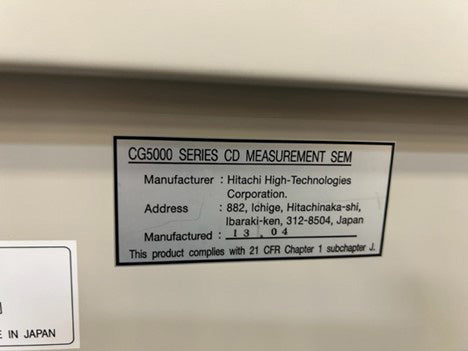 CG5000 SERIES CD MEASUREMENT SEM
Manufacturer : Hitachi High-Technologies
Corporation.
Address : 882, Ichige, Hitachinaka-shi,
Ibaraki-ken, 312-8504, Japan
Manufactured : 13 . 04
This product complies with 21 CFR Chapter 1 subchapter J.
IN JAPAN